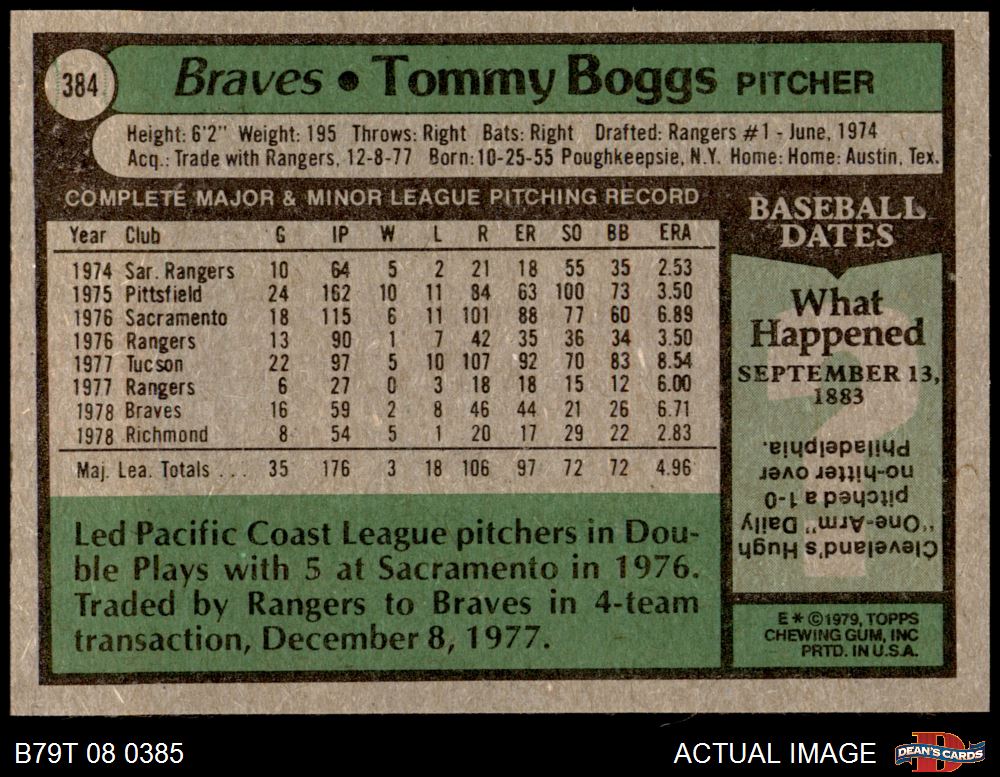 384
Braves • Tommy Boggs PITCHER
Height: 6'2" Weight: 195 Throws: Right Bats: Right Drafted: Rangers #1 - June, 1974
Acq.: Trade with Rangers, 12-8-77 Born: 10-25-55 Poughkeepsie, N.Y. Home: Home: Austin, Tex.
COMPLETE MAJOR & MINOR LEAGUE PITCHING RECORD
Year Club G IP W L R ER SO BB ERA
1974 Sar. Rangers 10 64 5 2 21 18 55 35 2.53
1975 Pittsfield 24 162 10 11 84 63 100 73 3.50
1976 Sacramento 18 115 6 11 101 88 77 60 6.89
1976 Rangers 13 90 1 7 42 35 36 34 3.50
1977 Tucson 22 97 5 10 107 92 70 83 8.54
1977 Rangers 6 27 0 3 18 18 15 12 6.00
1978 Braves 16 59 2 8 46 44 21 26 6.71
1978 Richmond 8 54 5 1 20 17 29 22 2.83
Maj. Lea. Totals ... 35 176 3 18 106 97 72 72 4.96
Led Pacific Coast League pitchers in Dou-
ble Plays with 5 at Sacramento in 1976.
Traded by Rangers to Braves in 4-team
transaction, December 8, 1977.
BASEBALL
DATES
What
Happened
SEPTEMBER 13,
1883
Cleveland's Hugh
"One-Arm" Daily
pitched a 1-0
no-hitter over
Philadelphia.
E * © 1979, TOPPS
CHEWING GUM, INC
PRTD. IN U.S.A.
B79T 08 0385
ACTUAL IMAGE
DEAN'S CARDS